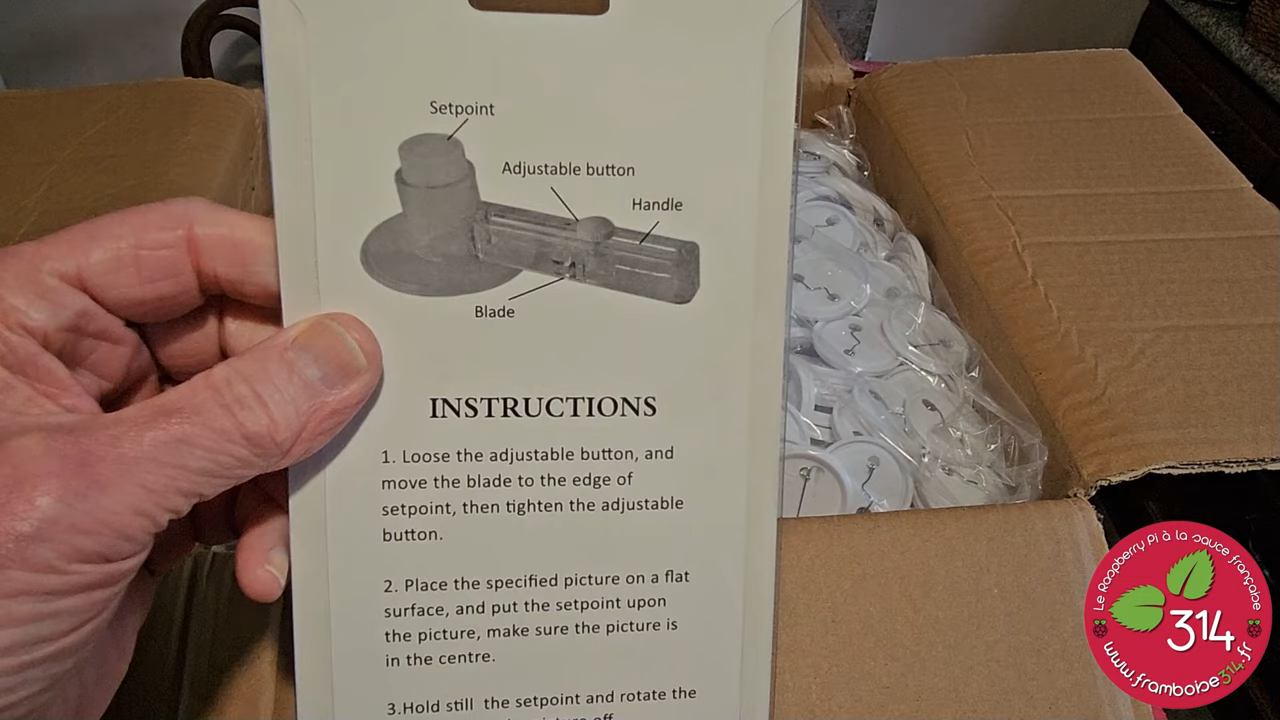 Setpoint
Adjustable button
Handle
Blade
INSTRUCTIONS
1. Loose the adjustable button, and
move the blade to the edge of
setpoint, then tighten the adjustable
button.
2. Place the specified picture on a flat
surface, and put the setpoint upon
the picture, make sure the picture is
in the centre.
3.Hold still the setpoint and rotate the
off
Le Raspberry Pi à la sauce française
314
www.framboise314.fr